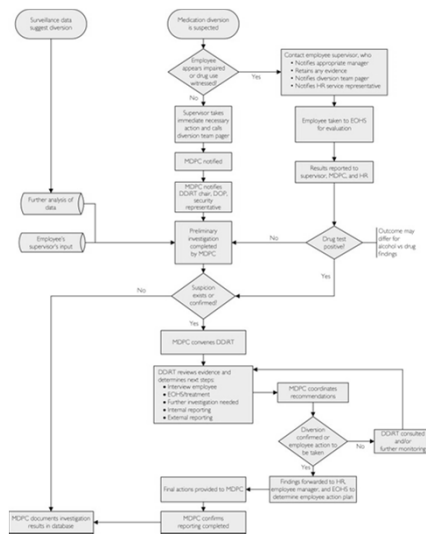 Surveillance data
suggest diversion
Medication diversion
is suspected
Employee
appears impaired
or drug use
witnessed?
Yes
No
Contact employee supervisor, who
• Notifies appropriate manager
• Retains any evidence
• Notifies diversion team pager
• Notifies HR service representative
Supervisor takes
immediate necessary
action and calls
diversion team pager
Employee taken to EOHS
for evaluation
MDPC notified
Results reported to
supervisor, MDPC, and HR
MDPC notifies
DDiRT chair, DOP,
security
representative
Further analysis of
data
Employee's
supervisor's input
Preliminary
investigation
completed
by MDPC
No
Drug test
positive?
Outcome may
differ for
alcohol vs drug
findings
Yes
No
Suspicion
exists or
confirmed?
Yes
MDPC convenes DDiRT
DDiRT reviews evidence and
determines next steps:
• Interview employee
• EOHS/treatment
• Further investigation needed
• Internal reporting
• External reporting
MDPC coordinates
recommendations
Diversion
confirmed or
employee action to
be taken
No
DDiRT consulted
and/or
further monitoring
Yes
Findings forwarded to HR,
employee manager, and EOHS to
determine employee action plan
Final actions provided to MDPC
MDPC confirms
reporting completed
MDPC documents investigation
results in database